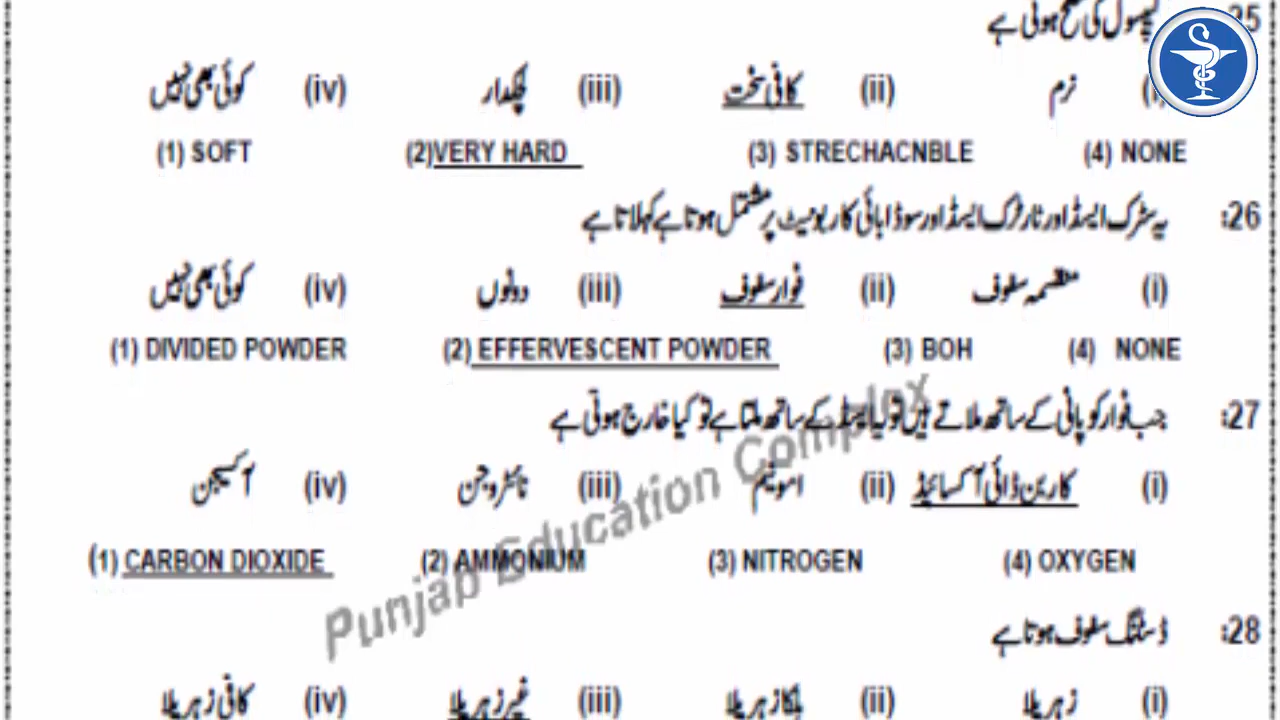 25 کیپسول کی سطح ہوتی ہے
(i) نرم (ii) کافی سخت (iii) لچکدار (iv) کوئی بھی نہیں
(1) SOFT (2)VERY HARD (3) STRECHACNBLE (4) NONE
26: یہ سٹرک ایسڈ اور ٹارٹرک ایسڈ اور سوڈا بائی کاربونیٹ پر مشتمل ہوتا ہے کہلاتا ہے
(i) منقسمہ سفوف (ii) فوار سفوف (iii) دونوں (iv) کوئی بھی نہیں
(1) DIVIDED POWDER (2) EFFERVESCENT POWDER (3) BOH (4) NONE
27: جب فوار کو پانی کے ساتھ ملاتے ہیں تو یا ایسڈ کے ساتھ ملتا ہے تو کیا خارج ہوتی ہے
(i) کاربن ڈائی آکسائیڈ (ii) امونیم (iii) نائٹروجن (iv) آکسیجن
(1) CARBON DIOXIDE (2) AMMONIUM (3) NITROGEN (4) OXYGEN
28: ڈسٹنگ سفوف ہوتا ہے
(i) زہریلا (ii) ہلکا زہریلا (iii) غیر زہریلا (iv) کافی زہریلا
Punjab Education Complex